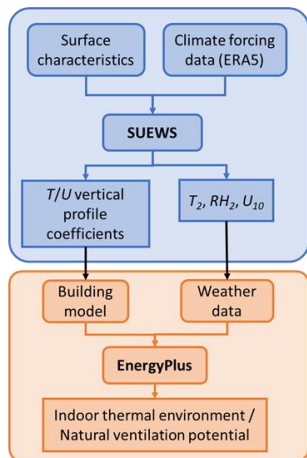 Surface
characteristics
Climate forcing
data (ERA5)
SUEWS
T/U vertical
profile
coefficients
T2, RH2, U10
Building
model
Weather
data
EnergyPlus
Indoor thermal environment /
Natural ventilation potential